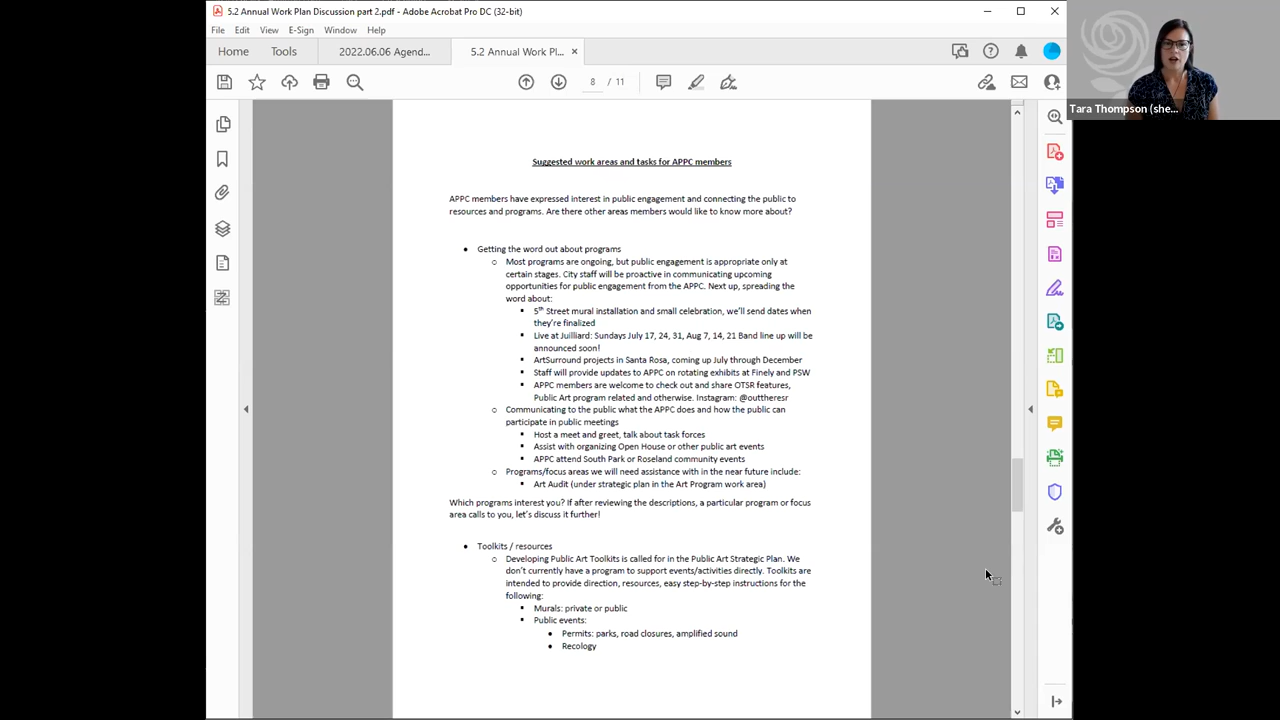 5.2 Annual Work Plan Discussion part 2.pdf - Adobe Acrobat Pro DC (32-bit)
File Edit View E-Sign Window Help
Home Tools 2022.06.06 Agend... 5.2 Annual Work Pl... ×
8 / 11
Tara Thompson (she...
Suggested work areas and tasks for APPC members
APPC members have expressed interest in public engagement and connecting the public to
resources and programs. Are there other areas members would like to know more about?
• Getting the word out about programs
o Most programs are ongoing, but public engagement is appropriate only at
certain stages. City staff will be proactive in communicating upcoming
opportunities for public engagement from the APPC. Next up, spreading the
word about:
▪ 5th Street mural installation and small celebration, we'll send dates when
they're finalized
▪ Live at Juilliard: Sundays July 17, 24, 31, Aug 7, 14, 21 Band line up will be
announced soon!
▪ ArtSurround projects in Santa Rosa, coming up July through December
▪ Staff will provide updates to APPC on rotating exhibits at Finely and PSW
▪ APPC members are welcome to check out and share OTSR features,
Public Art program related and otherwise. Instagram: @outtheresr
o Communicating to the public what the APPC does and how the public can
participate in public meetings
▪ Host a meet and greet, talk about task forces
▪ Assist with organizing Open House or other public art events
▪ APPC attend South Park or Roseland community events
o Programs/focus areas we will need assistance with in the near future include:
▪ Art Audit (under strategic plan in the Art Program work area)
Which programs interest you? If after reviewing the descriptions, a particular program or focus
area calls to you, let's discuss it further!
• Toolkits / resources
o Developing Public Art Toolkits is called for in the Public Art Strategic Plan. We
don't currently have a program to support events/activities directly. Toolkits are
intended to provide direction, resources, easy step-by-step instructions for the
following:
▪ Murals: private or public
▪ Public events:
• Permits: parks, road closures, amplified sound
• Recology